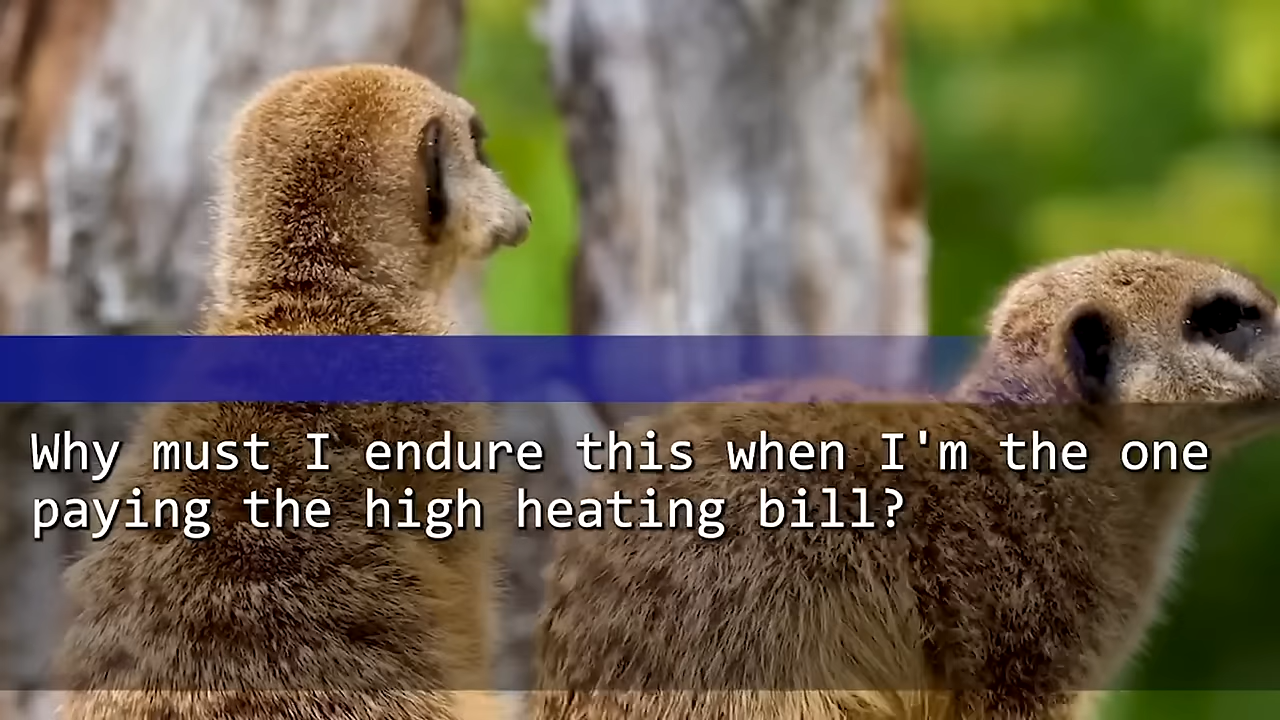 Why must I endure this when I'm the one
paying the high heating bill?